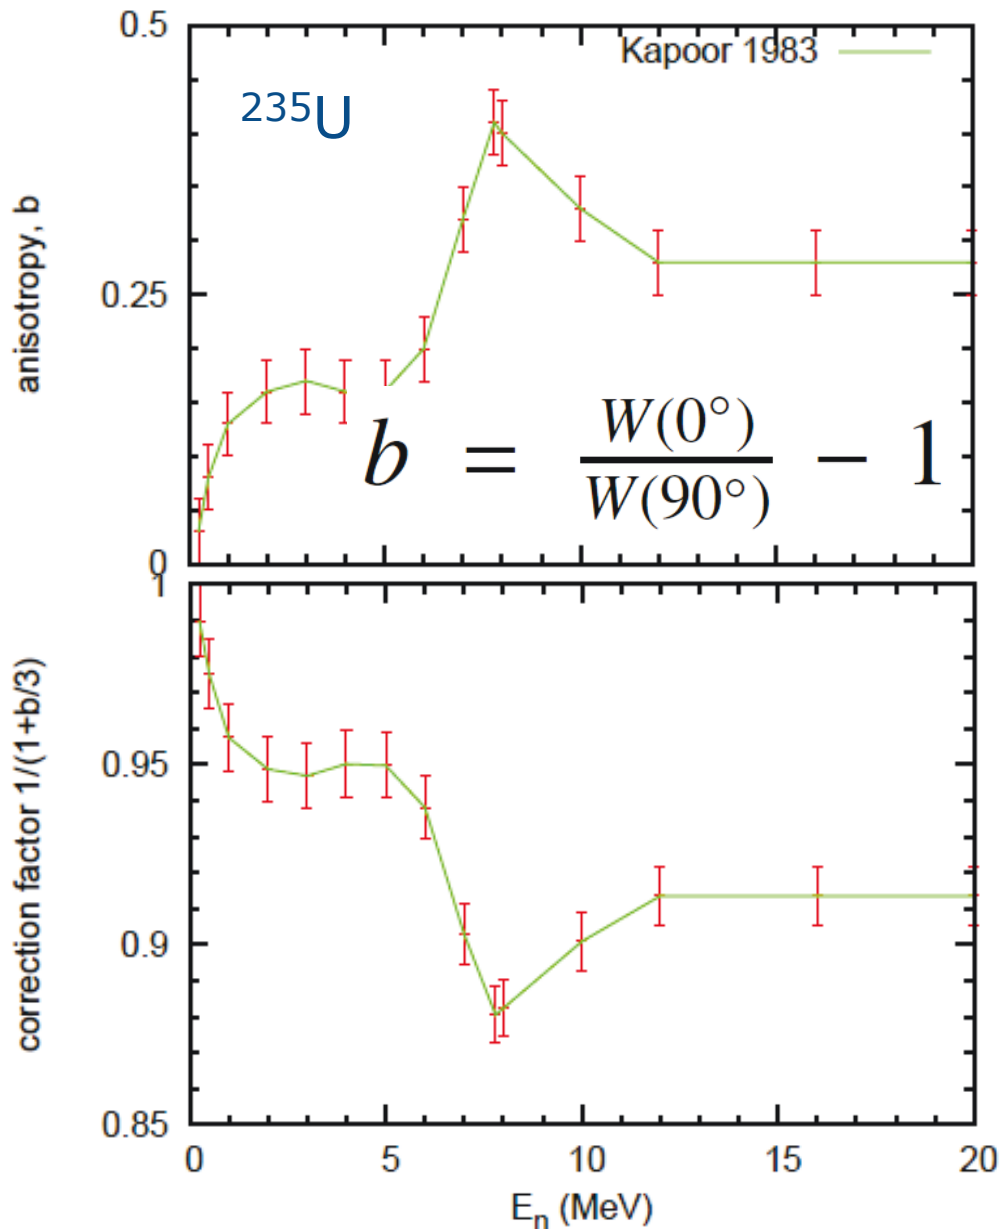 0.5
Kapoor 1983
²³⁵U
anisotropy, b
0.25
b = W(0°)/W(90°) − 1
0
1
correction factor 1/(1+b/3)
0.95
0.9
0.85
0 5 10 15 20
Eₙ (MeV)